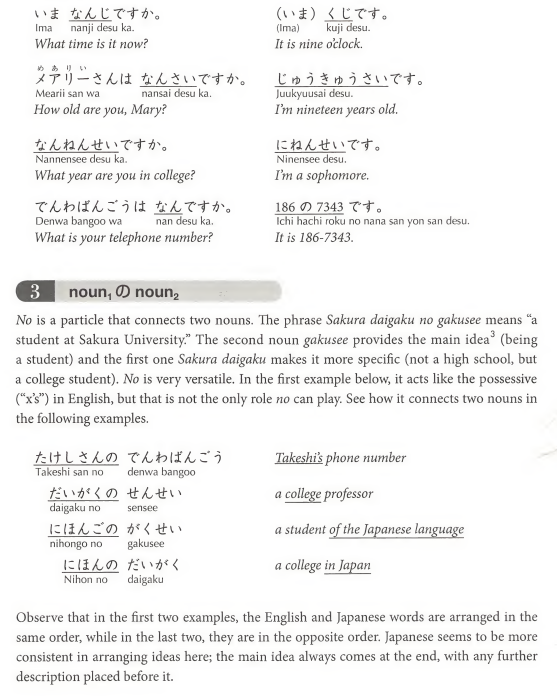 いま なんじですか。 (いま) くじです。
Ima nanji desu ka. (Ima) kuji desu.
What time is it now? It is nine o'clock.
めありい
メアリーさんは なんさいですか。 じゅうきゅうさいです。
Mearii san wa nansai desu ka. Juukyuusai desu.
How old are you, Mary? I'm nineteen years old.
なんねんせいですか。 にねんせいです。
Nannensee desu ka. Ninensee desu.
What year are you in college? I'm a sophomore.
でんわばんごうは なんですか。 186 の 7343 です。
Denwa bangoo wa nan desu ka. Ichi hachi roku no nana san yon san desu.
What is your telephone number? It is 186-7343.
3 noun₁ の noun₂
No is a particle that connects two nouns. The phrase Sakura daigaku no gakusee means “a
student at Sakura University.” The second noun gakusee provides the main idea³ (being
a student) and the first one Sakura daigaku makes it more specific (not a high school, but
a college student). No is very versatile. In the first example below, it acts like the possessive
(“x's”) in English, but that is not the only role no can play. See how it connects two nouns in
the following examples.
たけしさんの でんわばんごう Takeshi's phone number
Takeshi san no denwa bangoo
だいがくの せんせい a college professor
daigaku no sensee
にほんごの がくせい a student of the Japanese language
nihongo no gakusee
にほんの だいがく a college in Japan
Nihon no daigaku
Observe that in the first two examples, the English and Japanese words are arranged in the
same order, while in the last two, they are in the opposite order. Japanese seems to be more
consistent in arranging ideas here; the main idea always comes at the end, with any further
description placed before it.